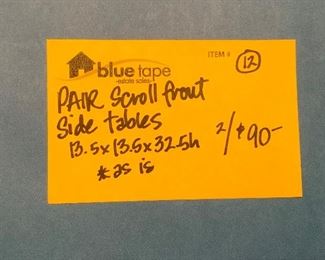 blue tape
-estate sales-
ITEM #
12
PAIR Scroll front
Side tables
13.5x13.5x32.5h
2/$90-
*as is